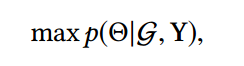 max p(Θ|𝒢, Y),